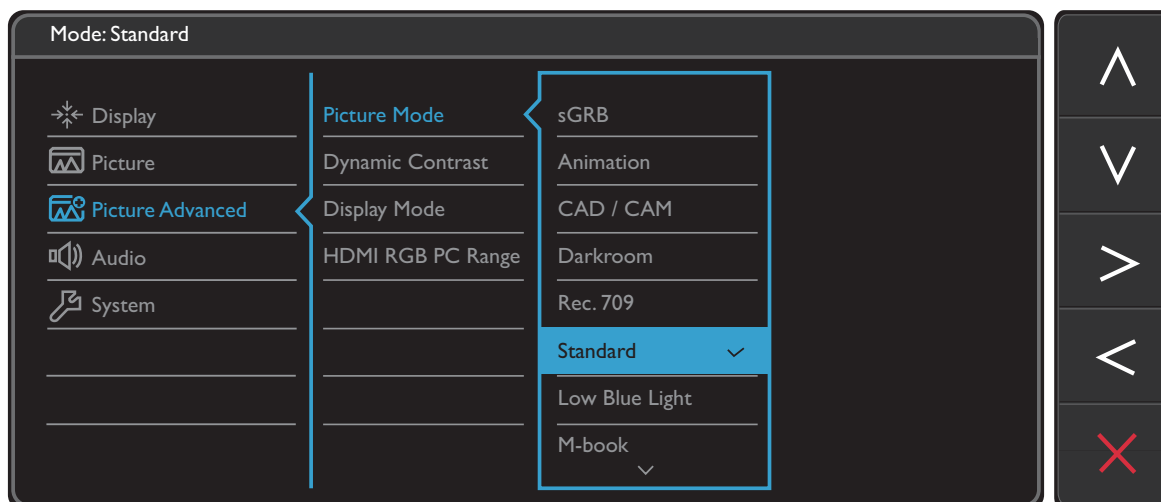 Mode: Standard
Display
Picture
Picture Advanced
Audio
System
Picture Mode
Dynamic Contrast
Display Mode
HDMI RGB PC Range
sGRB
Animation
CAD / CAM
Darkroom
Rec. 709
Standard
Low Blue Light
M-book